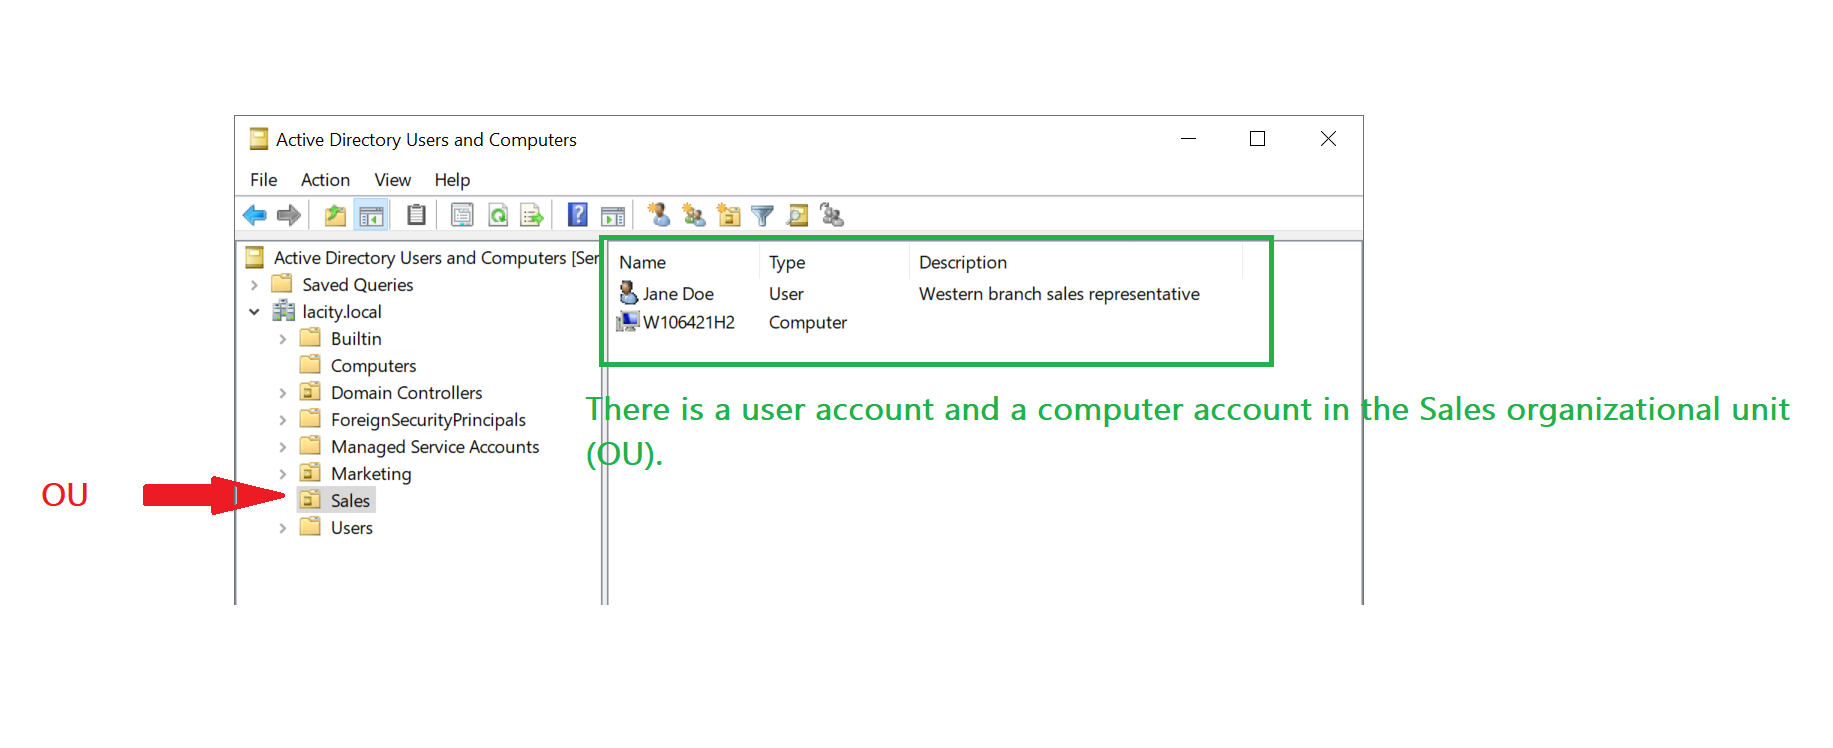 Active Directory Users and Computers
File Action View Help
Active Directory Users and Computers [Ser
Saved Queries
lacity.local
Builtin
Computers
Domain Controllers
ForeignSecurityPrincipals
Managed Service Accounts
Marketing
Sales
Users
Name Type Description
Jane Doe User Western branch sales representative
W106421H2 Computer
There is a user account and a computer account in the Sales organizational unit
(OU).
OU